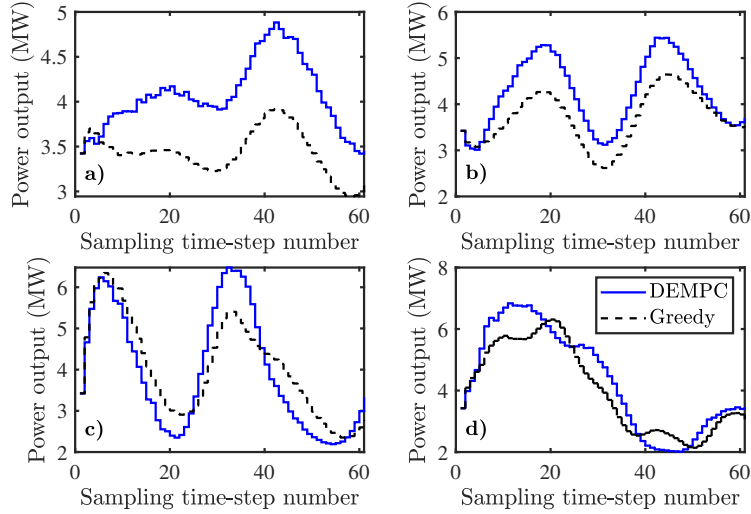 5
4.5
4
3.5
3
Power output (MW)
a)
0 20 40 60
Sampling time-step number
6
5
4
3
2
Power output (MW)
b)
0 20 40 60
Sampling time-step number
6
5
4
3
2
Power output (MW)
c)
0 20 40 60
Sampling time-step number
8
6
4
2
Power output (MW)
DEMPC
Greedy
d)
0 20 40 60
Sampling time-step number